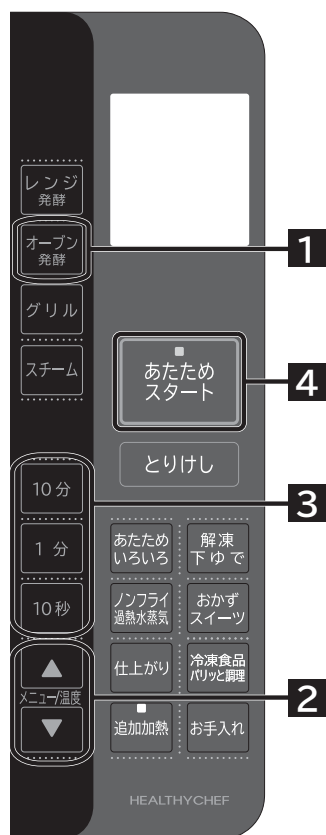 レンジ
発酵
オーブン
発酵
1
グリル
スチーム
あたため
スタート
4
とりけし
10分
3
1分
10秒
あたため
いろいろ
解凍
下ゆで
ノンフライ
過熱水蒸気
おかず
スイーツ
▲
メニュー/温度
▼
2
仕上がり
冷凍食品
パリッと調理
追加加熱
お手入れ
HEALTHYCHEF